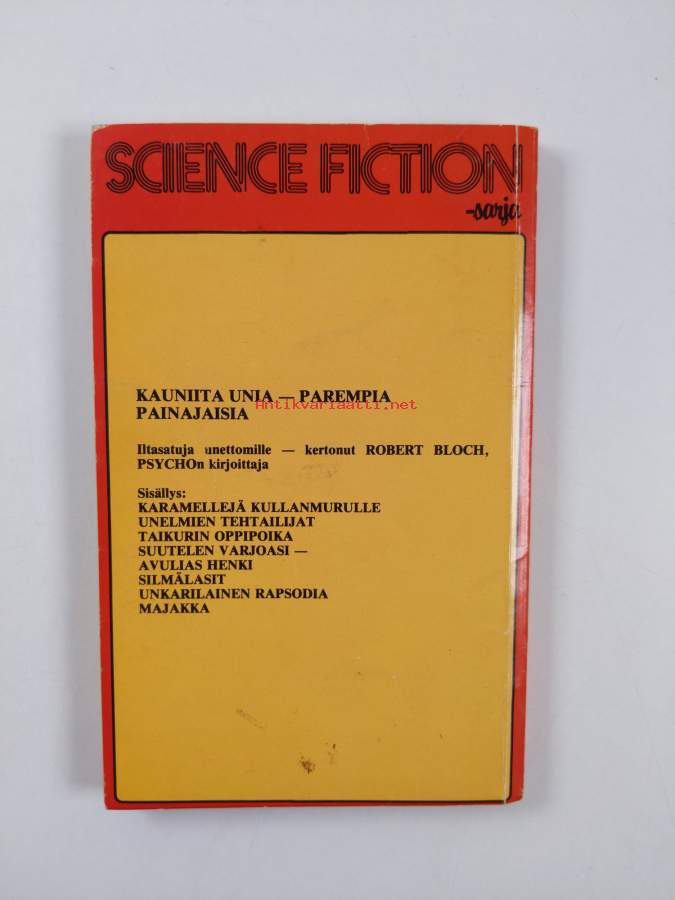 SCIENCE FICTION
-sarja
KAUNIITA UNIA — PAREMPIA
PAINAJAISIA
Antikvariaatti.net
Iltasatuja unettomille — kertonut ROBERT BLOCH,
PSYCHOn kirjoittaja
Sisällys:
KARAMELLEJÄ KULLANMURULLE
UNELMIEN TEHTAILIJAT
TAIKURIN OPPIPOIKA
SUUTELEN VARJOASI —
AVULIAS HENKI
SILMÄLASIT
UNKARILAINEN RAPSODIA
MAJAKKA